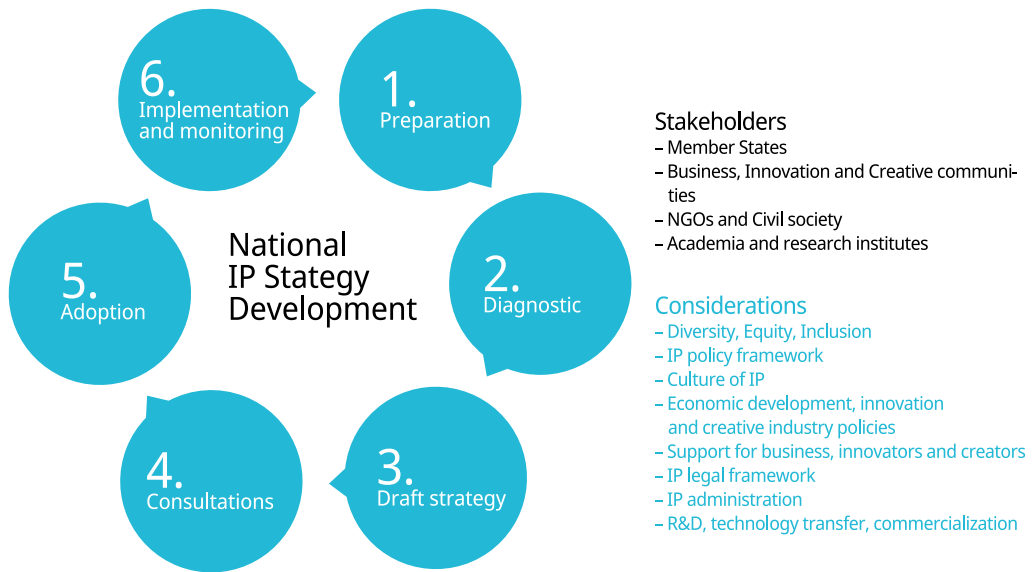 6.
Implementation
and monitoring
1.
Preparation
5.
Adoption
National
IP Stategy
Development
2.
Diagnostic
4.
Consultations
3.
Draft strategy
Stakeholders
– Member States
– Business, Innovation and Creative communi-
ties
– NGOs and Civil society
– Academia and research institutes
Considerations
– Diversity, Equity, Inclusion
– IP policy framework
– Culture of IP
– Economic development, innovation
and creative industry policies
– Support for business, innovators and creators
– IP legal framework
– IP administration
– R&D, technology transfer, commercialization